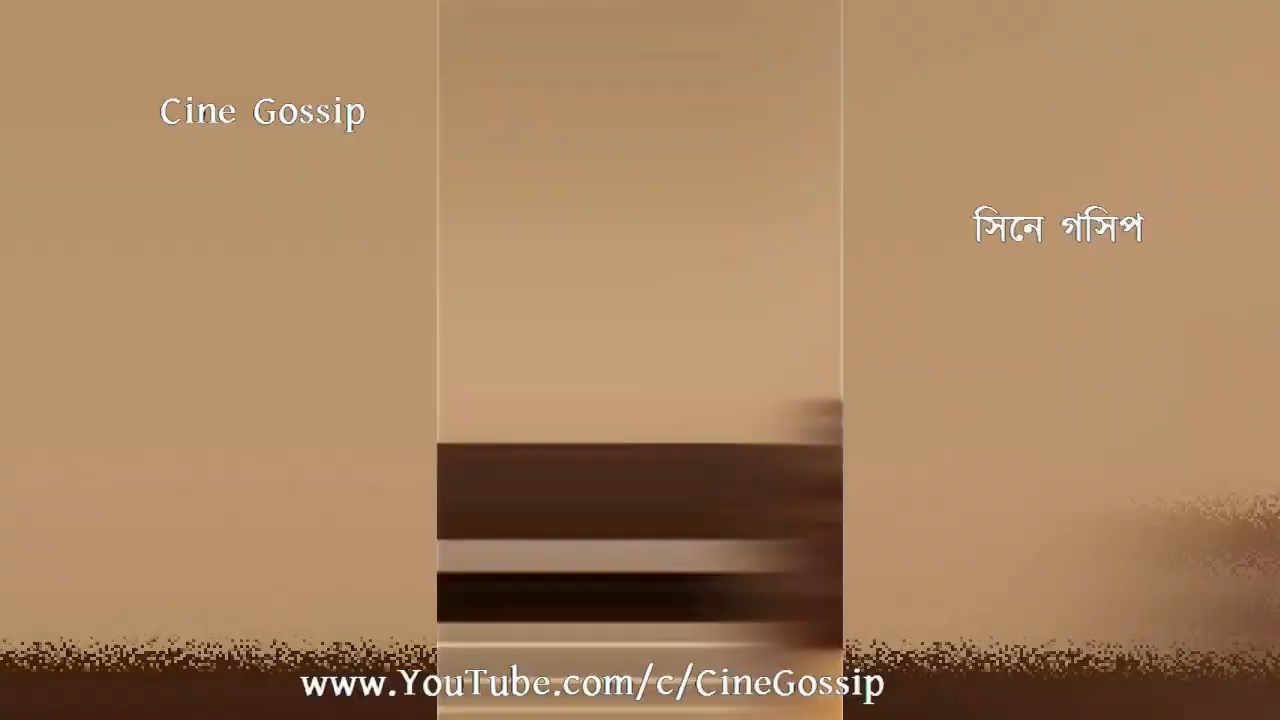 Cine Gossip
সিনে গসিপ
www.YouTube.com/c/CineGossip